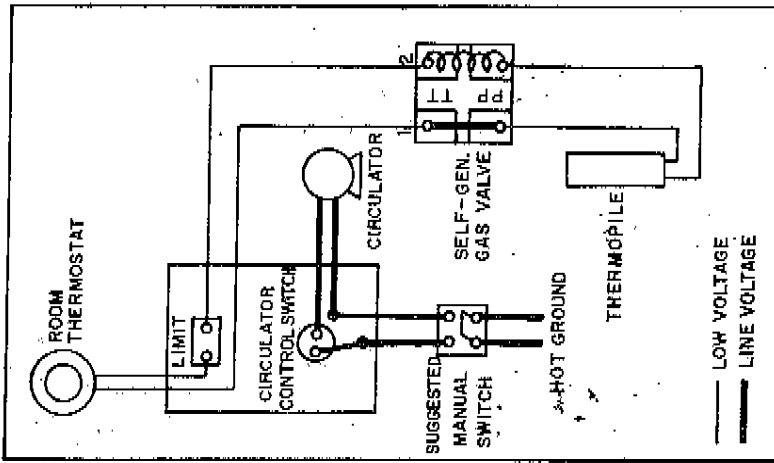 ROOM
THERMOSTAT
LIMIT
CIRCULATOR
CONTROL SWITCH
CIRCULATOR
1
2
TT
PP
SELF-GEN.
GAS VALVE
SUGGESTED
MANUAL
SWITCH
HOT GROUND
THERMOPILE
LOW VOLTAGE
LINE VOLTAGE